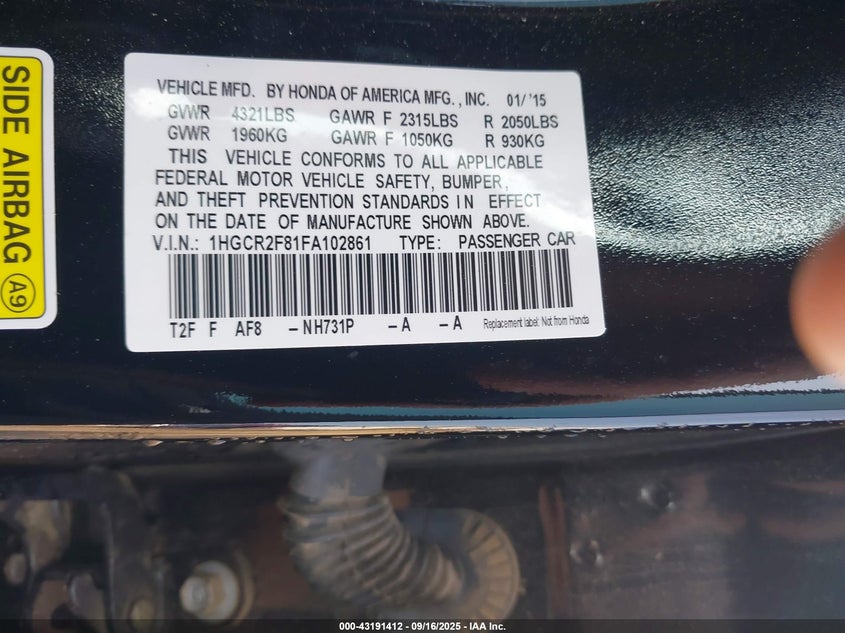 SIDE AIRBAG A9
VEHICLE MFD. BY HONDA OF AMERICA MFG., INC. 01/ '15
GVWR 4321LBS GAWR F 2315LBS R 2050LBS
GVWR 1960KG GAWR F 1050KG R 930KG
THIS VEHICLE CONFORMS TO ALL APPLICABLE
FEDERAL MOTOR VEHICLE SAFETY, BUMPER,
AND THEFT PREVENTION STANDARDS IN EFFECT
ON THE DATE OF MANUFACTURE SHOWN ABOVE.
V.I.N.: 1HGCR2F81FA102861 TYPE: PASSENGER CAR
T2F F AF8 -NH731P -A -A Replacement label: Not from Honda
000-43191412 - 09/16/2025 - IAA Inc.